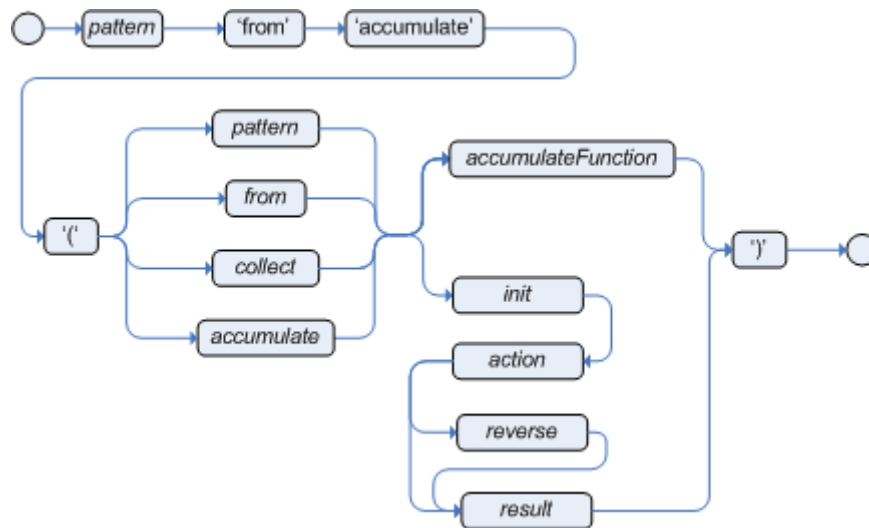 pattern
‘from’
‘accumulate’
pattern
from
collect
accumulate
‘(‘
accumulateFunction
init
action
reverse
result
‘)’